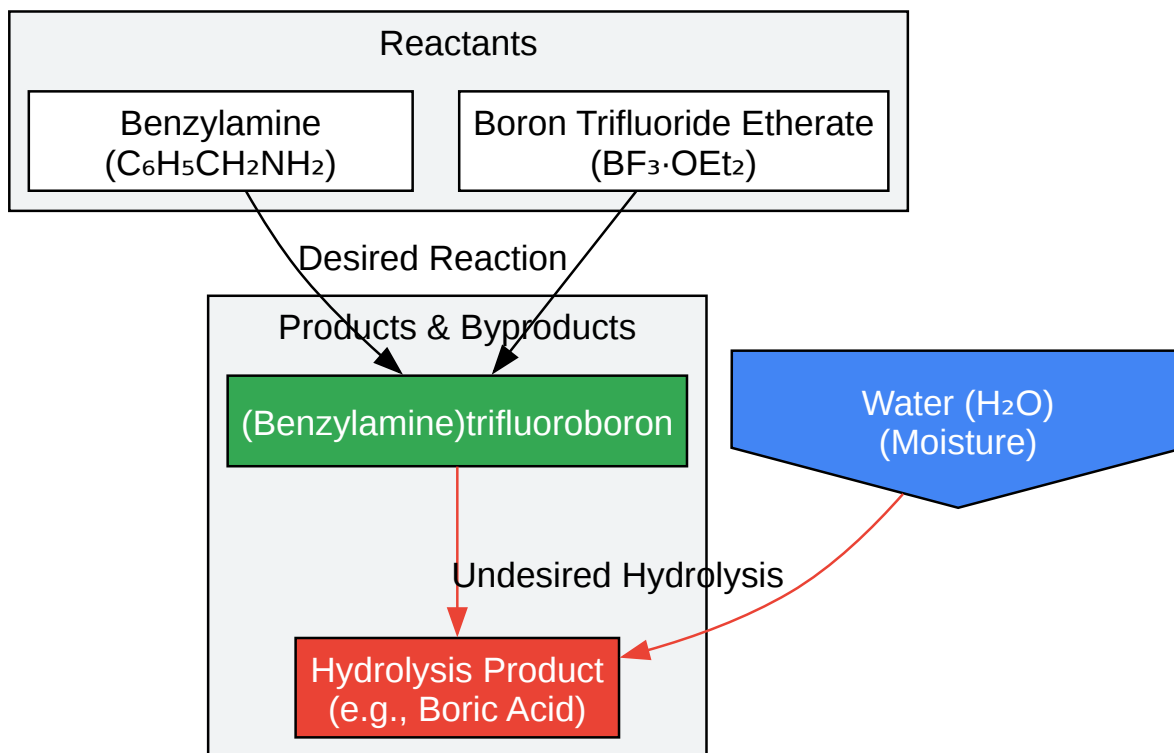 Reactants
Benzylamine
(C₆H₅CH₂NH₂)
Boron Trifluoride Etherate
(BF₃·OEt₂)
Desired Reaction
Products & Byproducts
(Benzylamine)trifluoroboron
Water (H₂O)
(Moisture)
Undesired Hydrolysis
Hydrolysis Product
(e.g., Boric Acid)